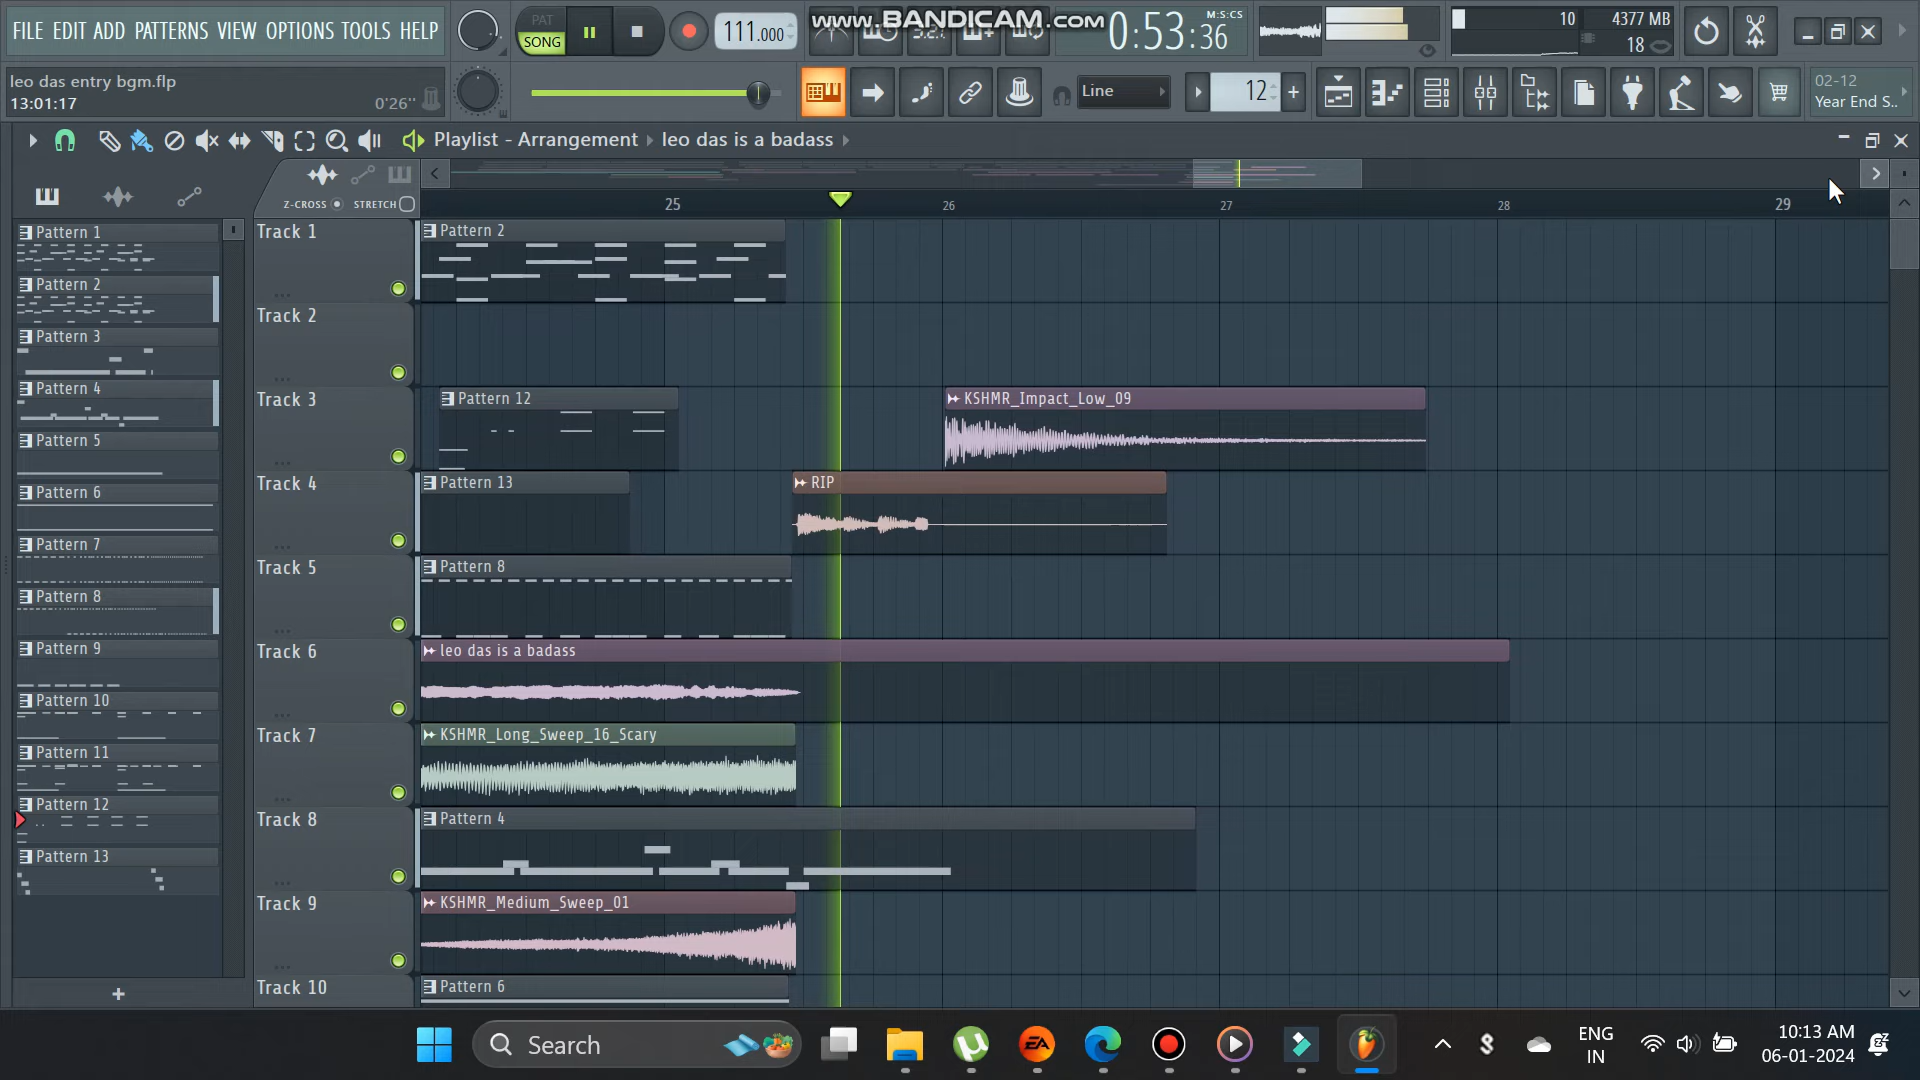 FILE EDIT ADD PATTERNS VIEW OPTIONS TOOLS HELP
PAT
SONG
111.000
www.BANDICAM.com
M:S:CS
0:53:36
10
4377 MB
18
leo das entry bgm.flp
13:01:17
0'26''
Line
12
02-12
Year End S..
Playlist - Arrangement
leo das is a badass
Z-CROSS
STRETCH
25
26
27
28
29
Pattern 1
Pattern 2
Pattern 3
Pattern 4
Pattern 5
Pattern 6
Pattern 7
Pattern 8
Pattern 9
Pattern 10
Pattern 11
Pattern 12
Pattern 13
Track 1
Pattern 2
Track 2
Track 3
Pattern 12
KSHMR_Impact_Low_09
Track 4
Pattern 13
RIP
Track 5
Pattern 8
Track 6
leo das is a badass
Track 7
KSHMR_Long_Sweep_16_Scary
Track 8
Pattern 4
Track 9
KSHMR_Medium_Sweep_01
Track 10
Pattern 6
Search
EA
ENG
IN
10:13 AM
06-01-2024